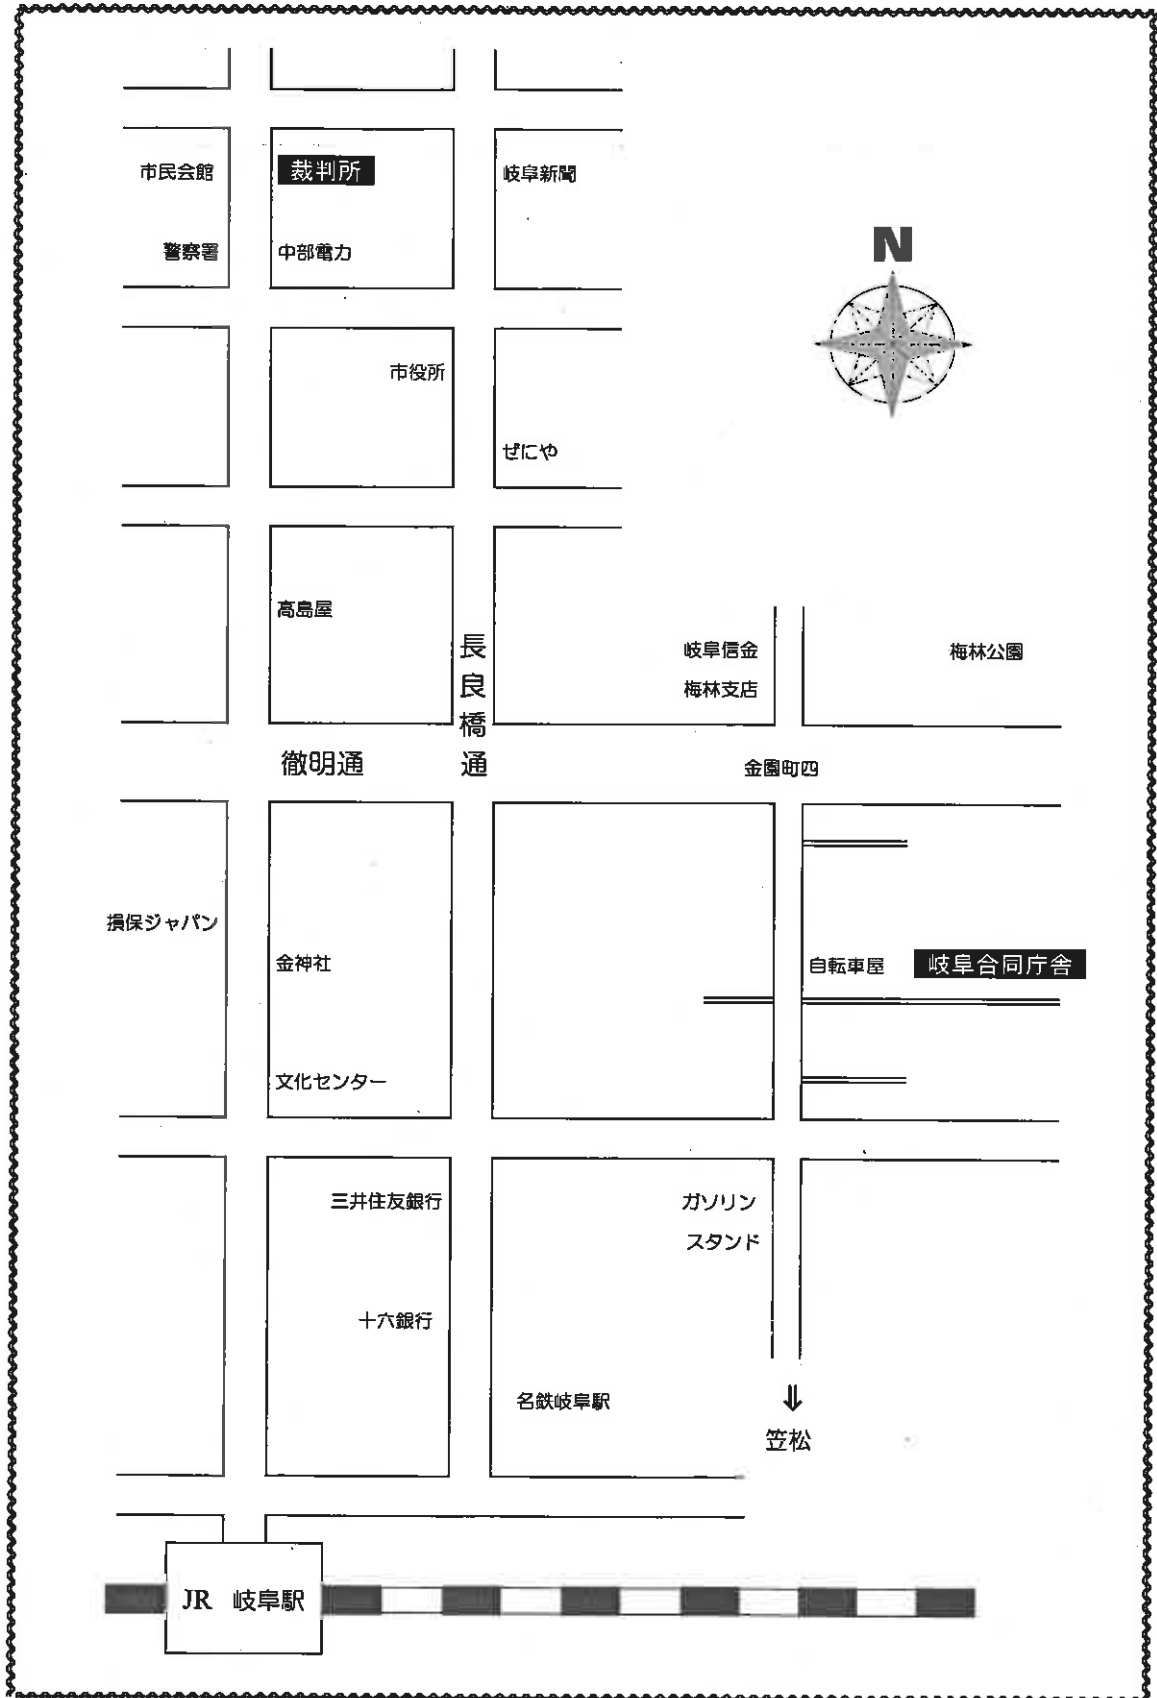 市民会館
裁判所
岐阜新聞
警察署
中部電力
N
市役所
ぜにや
高島屋
長良橋通
岐阜信金
梅林支店
梅林公園
徹明通
金園町四
損保ジャパン
金神社
自転車屋
岐阜合同庁舎
文化センター
三井住友銀行
ガソリン
スタンド
十六銀行
名鉄岐阜駅
⇓
笠松
JR 岐阜駅